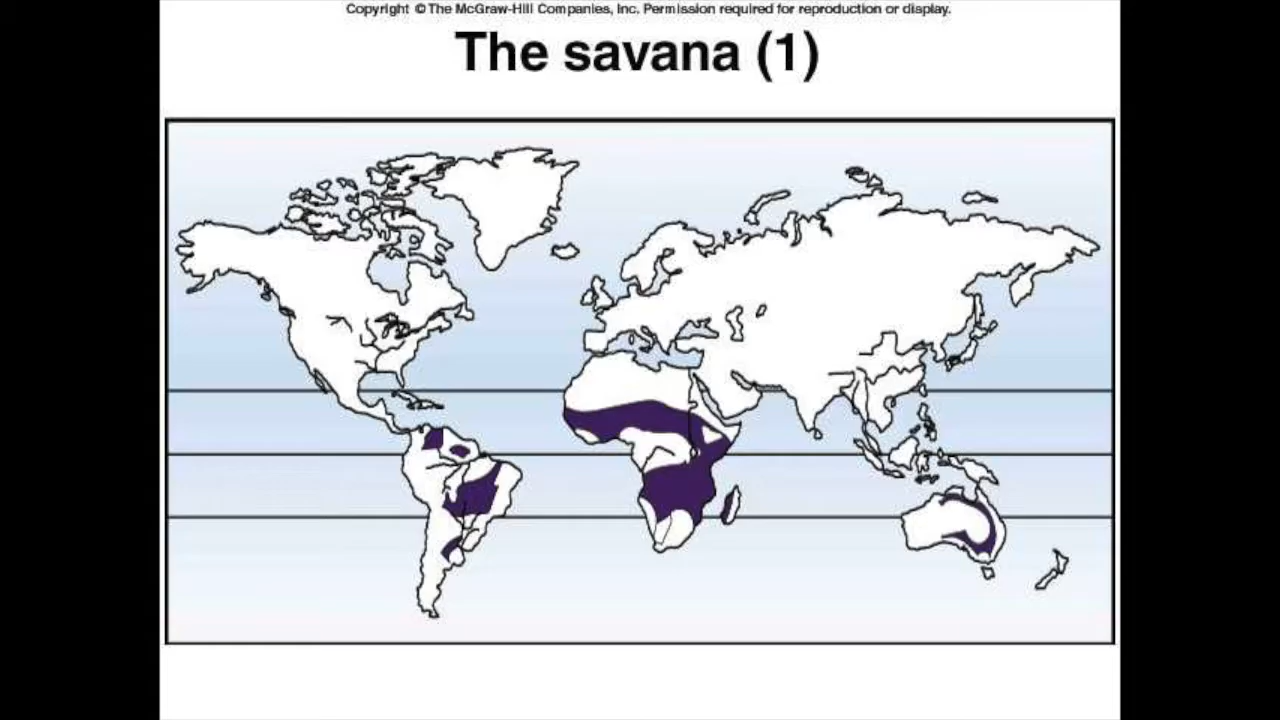 Copyright © The McGraw-Hill Companies, Inc. Permission required for reproduction or display.
The savana (1)